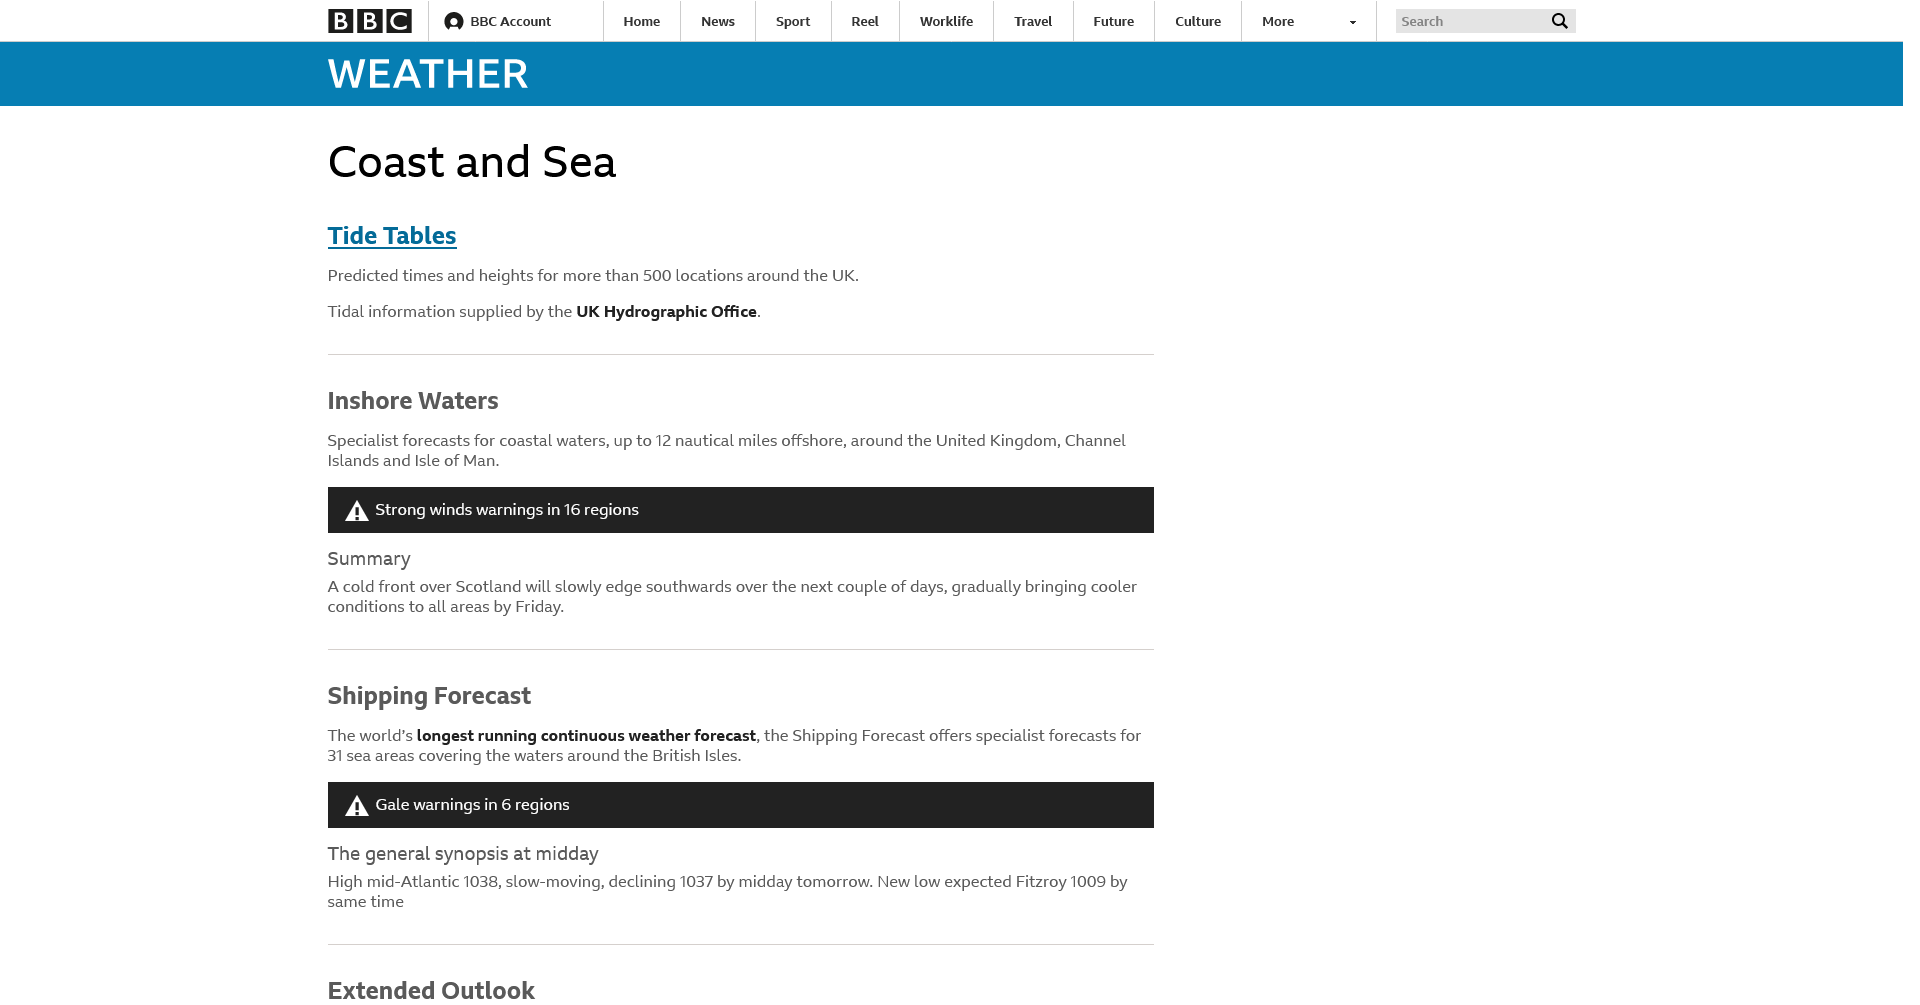 BBC
BBC Account
Home
News
Sport
Reel
Worklife
Travel
Future
Culture
More
Search
WEATHER
Coast and Sea
Tide Tables
Predicted times and heights for more than 500 locations around the UK.
Tidal information supplied by the UK Hydrographic Office.
Inshore Waters
Specialist forecasts for coastal waters, up to 12 nautical miles offshore, around the United Kingdom, Channel
Islands and Isle of Man.
Strong winds warnings in 16 regions
Summary
A cold front over Scotland will slowly edge southwards over the next couple of days, gradually bringing cooler
conditions to all areas by Friday.
Shipping Forecast
The world’s longest running continuous weather forecast, the Shipping Forecast offers specialist forecasts for
31 sea areas covering the waters around the British Isles.
Gale warnings in 6 regions
The general synopsis at midday
High mid-Atlantic 1038, slow-moving, declining 1037 by midday tomorrow. New low expected Fitzroy 1009 by
same time
Extended Outlook